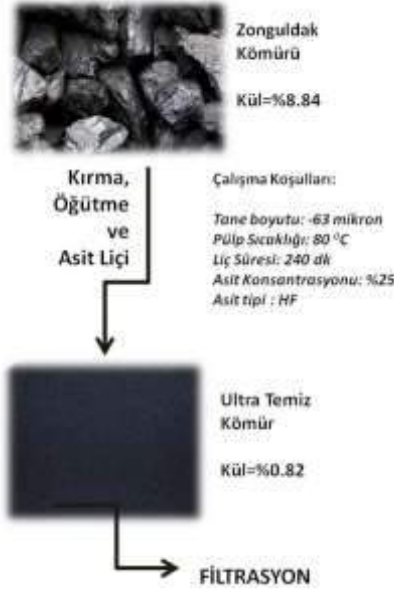 Zonguldak
Kömürü
Kül=%8.84
Kırma,
Öğütme
ve
Asit Liçi
Çalışma Koşulları:
Tane boyutu: -63 mikron
Pülp Sıcaklığı: 80 ⁰C
Liç Süresi: 240 dk
Asit Konsantrasyonu: %25
Asit tipi : HF
Ultra Temiz
Kömür
Kül=%0.82
FİLTRASYON